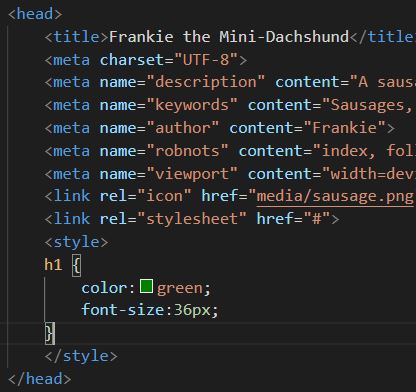 <head>
<title>Frankie the Mini-Dachshund</title
<meta charset="UTF-8">
<meta name="description" content="A saus
<meta name="keywords" content="Sausages,
<meta name="author" content="Frankie">
<meta name="robnots" content="index, fol
<meta name="viewport" content="width=dev
<link rel="icon" href="media/sausage.png
<link rel="stylesheet" href="#">
<style>
h1 {
color:green;
font-size:36px;
}
</style>
</head>